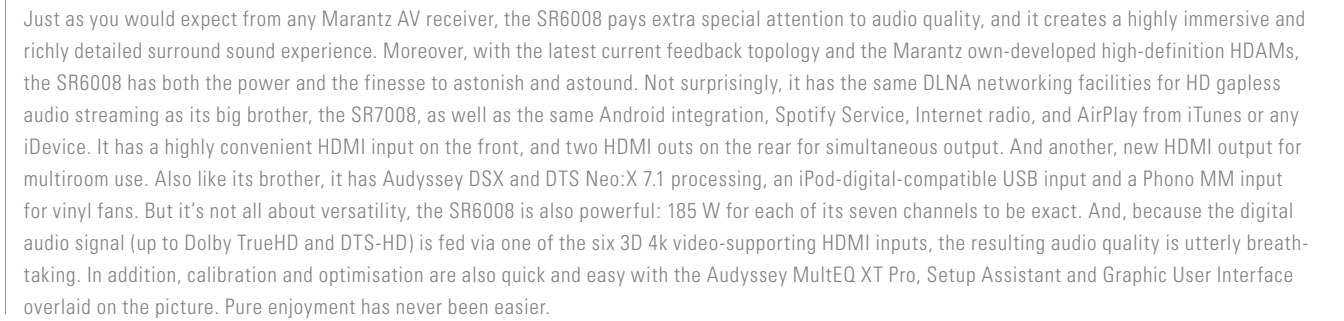 Just as you would expect from any Marantz AV receiver, the SR6008 pays extra special attention to audio quality, and it creates a highly immersive and
richly detailed surround sound experience. Moreover, with the latest current feedback topology and the Marantz own-developed high-definition HDAMs,
the SR6008 has both the power and the finesse to astonish and astound. Not surprisingly, it has the same DLNA networking facilities for HD gapless
audio streaming as its big brother, the SR7008, as well as the same Android integration, Spotify Service, Internet radio, and AirPlay from iTunes or any
iDevice. It has a highly convenient HDMI input on the front, and two HDMI outs on the rear for simultaneous output. And another, new HDMI output for
multiroom use. Also like its brother, it has Audyssey DSX and DTS Neo:X 7.1 processing, an iPod-digital-compatible USB input and a Phono MM input
for vinyl fans. But it’s not all about versatility, the SR6008 is also powerful: 185 W for each of its seven channels to be exact. And, because the digital
audio signal (up to Dolby TrueHD and DTS-HD) is fed via one of the six 3D 4k video-supporting HDMI inputs, the resulting audio quality is utterly breath-
taking. In addition, calibration and optimisation are also quick and easy with the Audyssey MultEQ XT Pro, Setup Assistant and Graphic User Interface
overlaid on the picture. Pure enjoyment has never been easier.